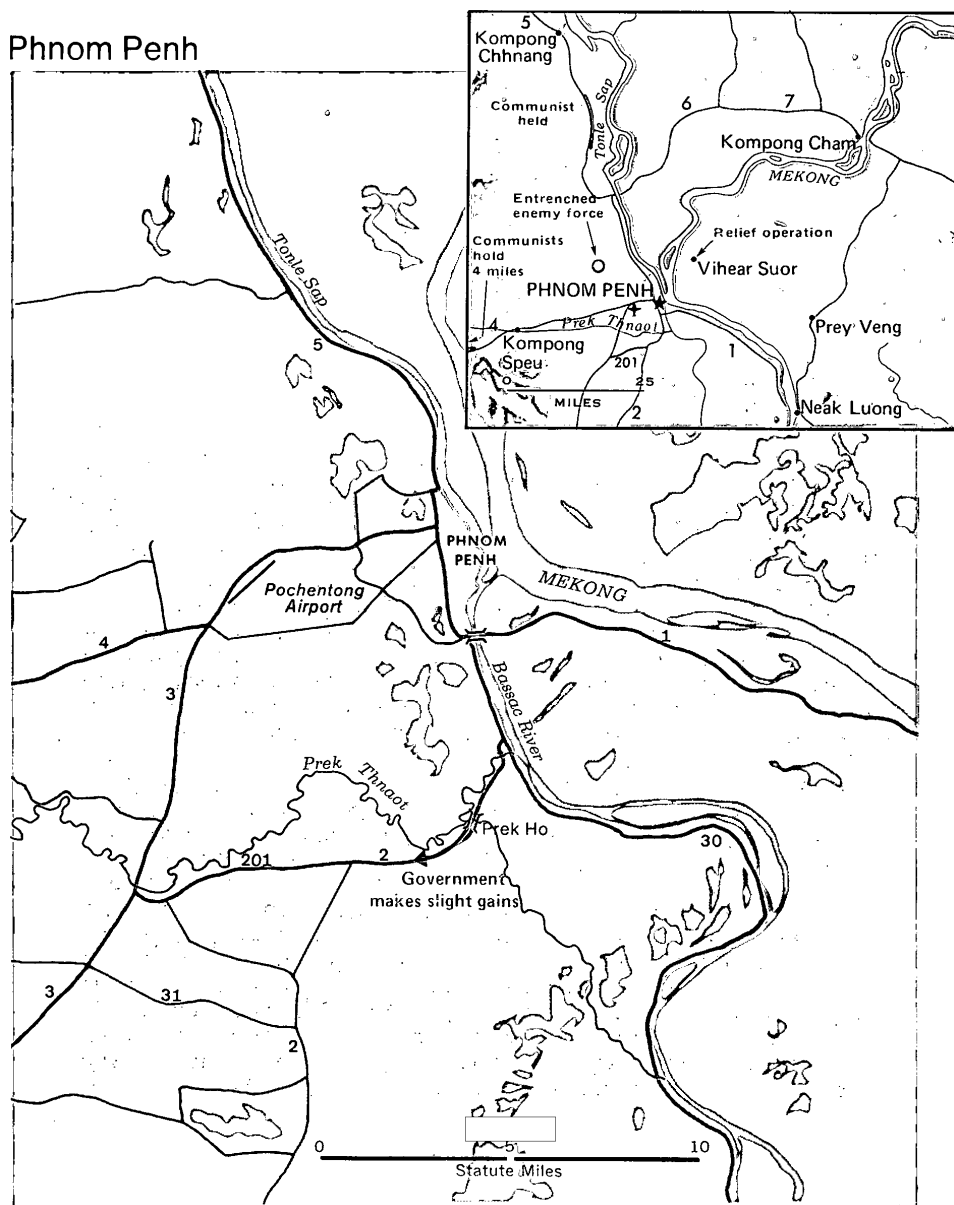 Phnom Penh
5
Kompong
Chhnang
Communist
held
Tonle Sap
6
7
Kompong Cham
MEKONG
Entrenched
enemy force
Communists
hold
4 miles
Relief operation
Vihear Suor
PHNOM PENH
4
Prek Thnaot
Prey Veng
Kompong
Speu
201
1
25
MILES
2
Neak Luong
Tonle Sap
5
PHNOM
PENH
MEKONG
Pochentong
Airport
4
1
3
Bassac River
Prek Thnaot
Prek Ho
30
201
2
Government
makes slight gains
3
31
2
0
5
10
Statute Miles